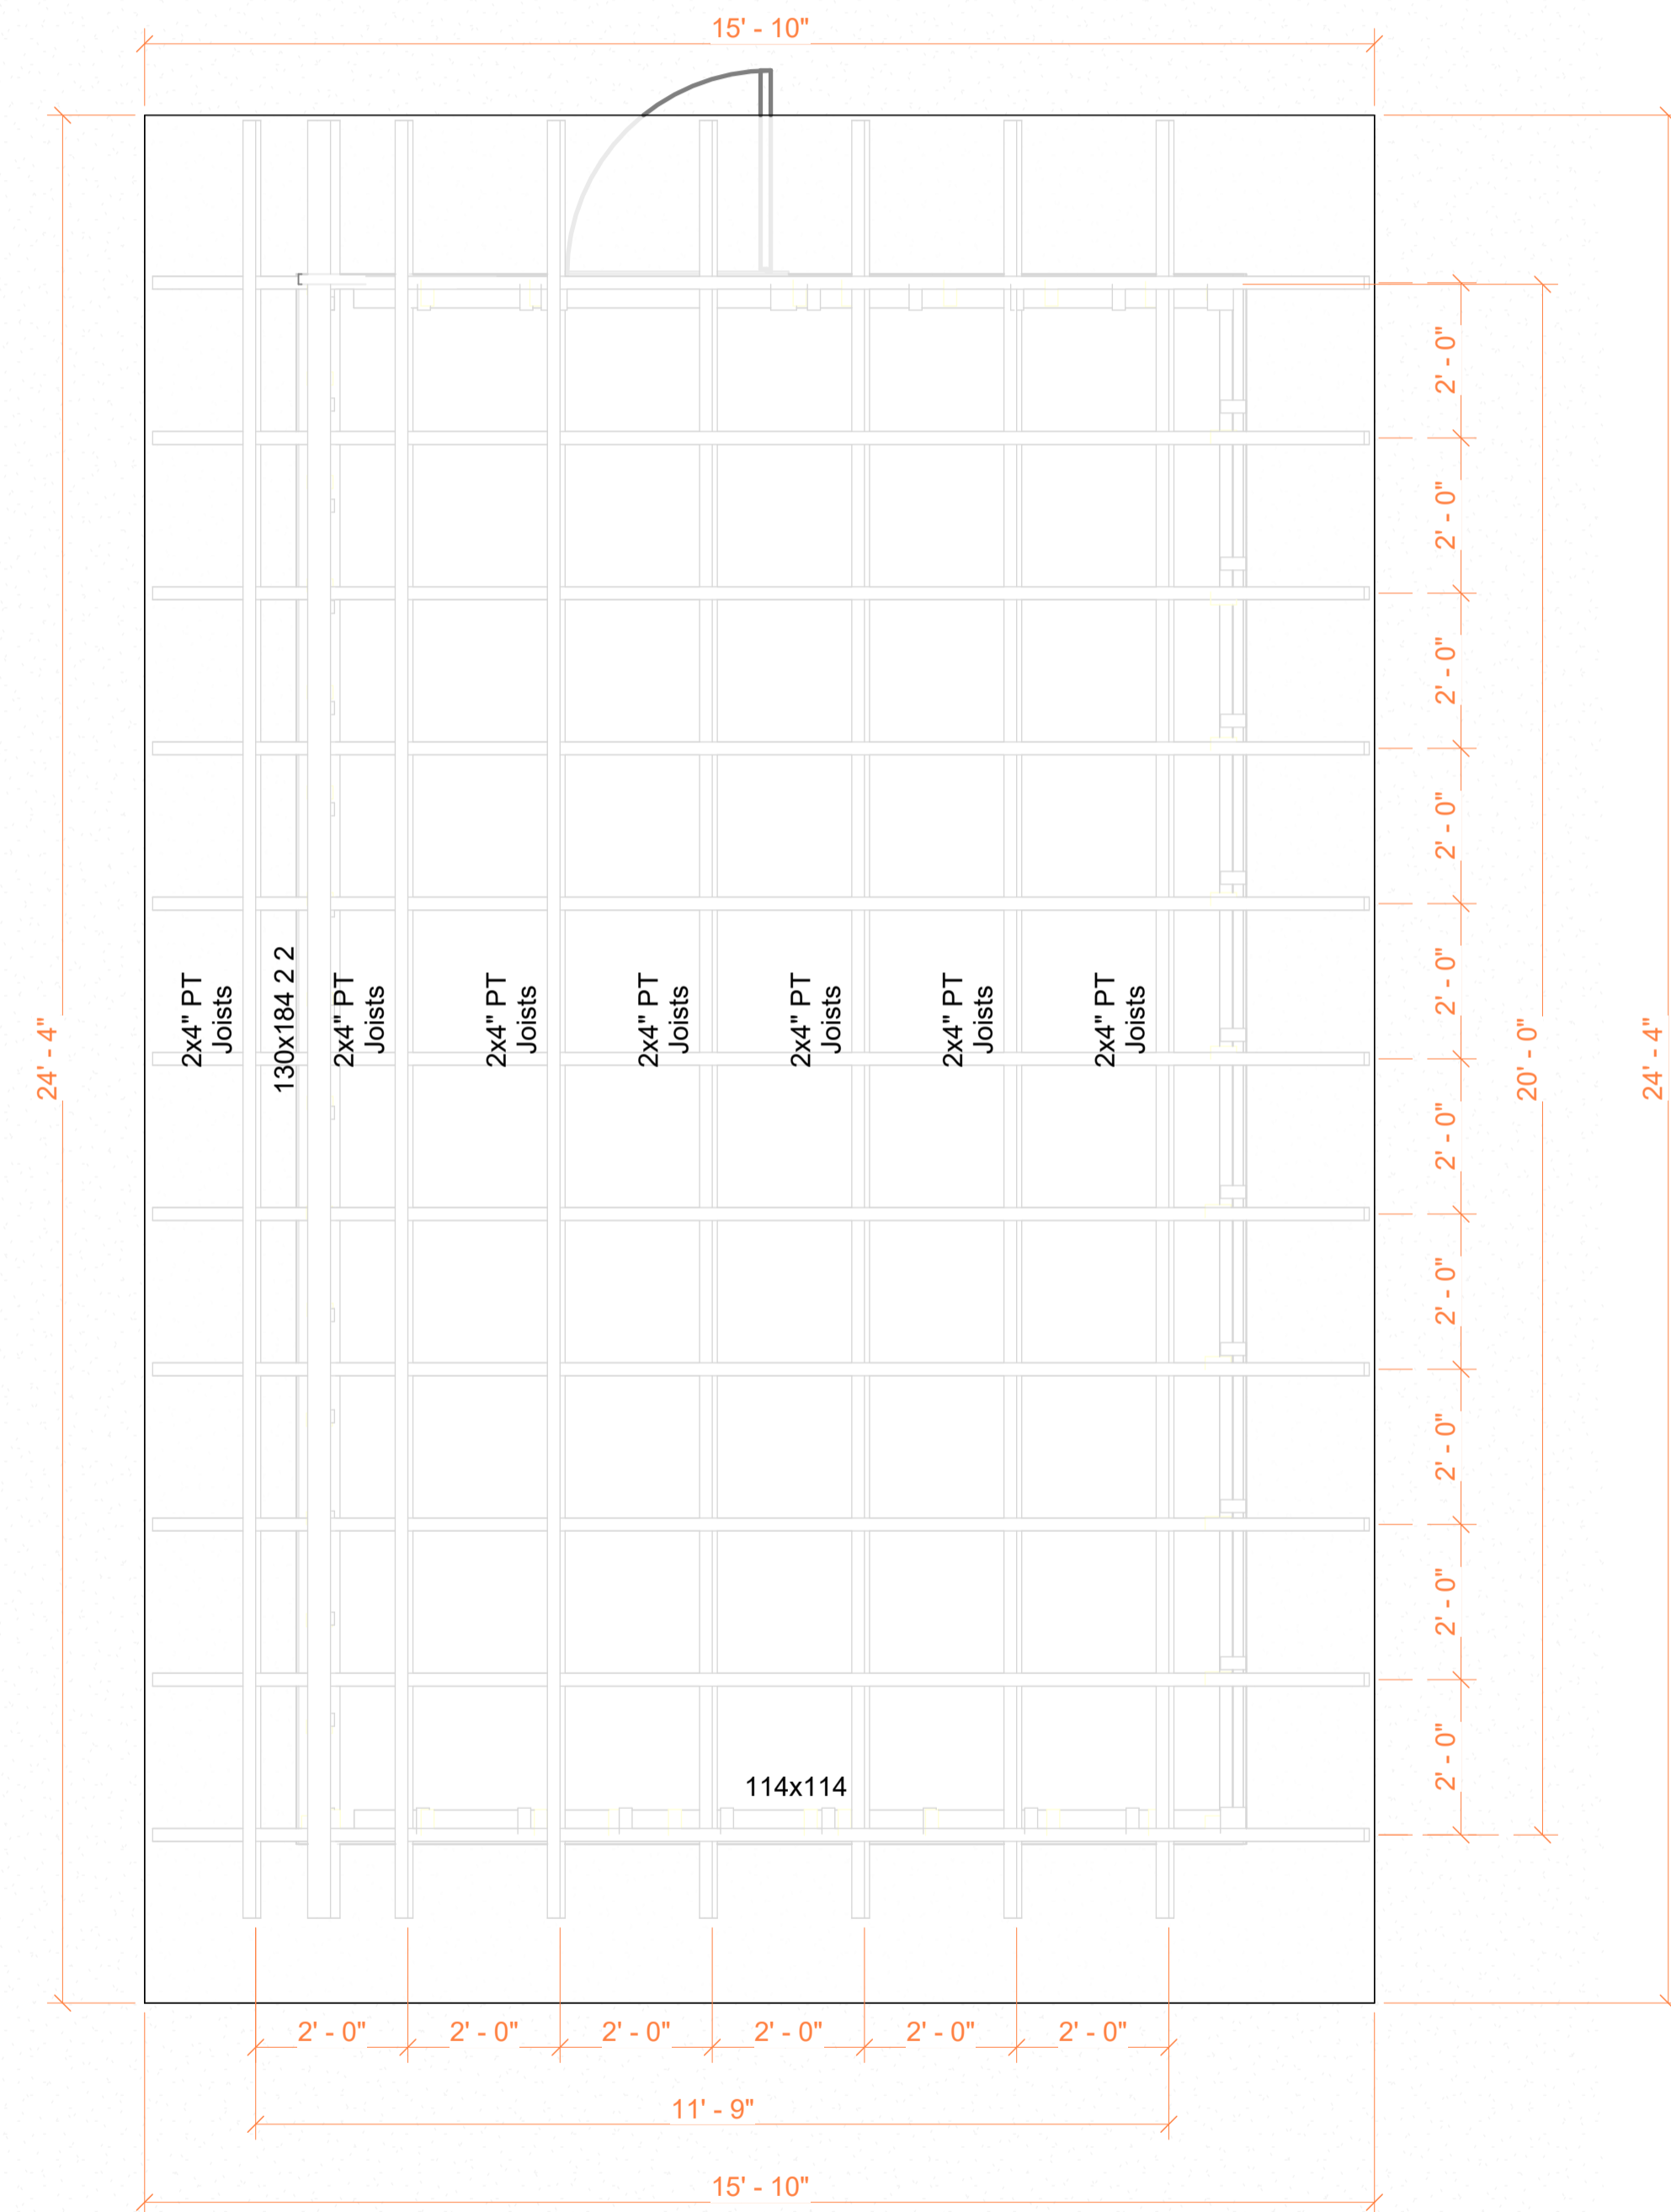 15' - 10"
2' - 0"
2' - 0"
2' - 0"
2' - 0"
2' - 0"
2' - 0"
2' - 0"
2' - 0"
2' - 0"
2' - 0"
20' - 0"
24' - 4"
24' - 4"
2x4" PT
Joists
130x184 2 2
2x4" PT
Joists
2x4" PT
Joists
2x4" PT
Joists
2x4" PT
Joists
2x4" PT
Joists
2x4" PT
Joists
114x114
2' - 0"
2' - 0"
2' - 0"
2' - 0"
2' - 0"
2' - 0"
11' - 9"
15' - 10"